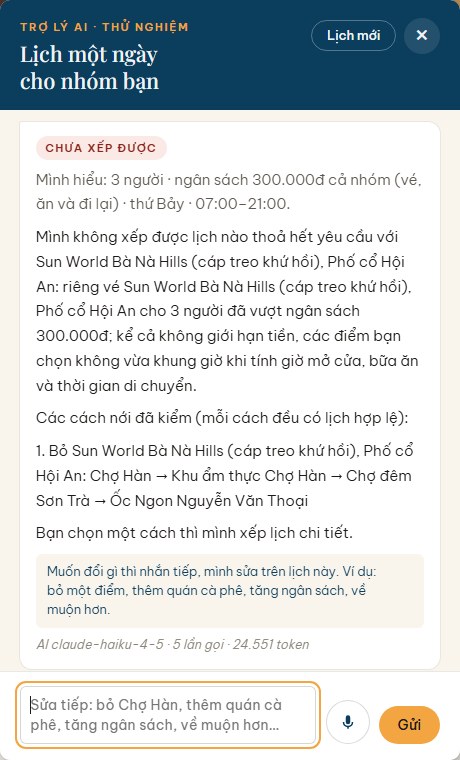 TRỢ LÝ AI · THỬ NGHIỆM
Lịch một ngày
cho nhóm bạn
Lịch mới
✕
CHƯA XẾP ĐƯỢC
Mình hiểu: 3 người · ngân sách 300.000đ cả nhóm (vé,
ăn và đi lại) · thứ Bảy · 07:00–21:00.
Mình không xếp được lịch nào thoả hết yêu cầu với
Sun World Bà Nà Hills (cáp treo khứ hồi), Phố cổ Hội
An: riêng vé Sun World Bà Nà Hills (cáp treo khứ hồi),
Phố cổ Hội An cho 3 người đã vượt ngân sách
300.000đ; kể cả không giới hạn tiền, các điểm bạn
chọn không vừa khung giờ khi tính giờ mở cửa, bữa ăn
và thời gian di chuyển.
Các cách nới đã kiểm (mỗi cách đều có lịch hợp lệ):
1. Bỏ Sun World Bà Nà Hills (cáp treo khứ hồi), Phố cổ
Hội An: Chợ Hàn → Khu ẩm thực Chợ Hàn → Chợ đêm
Sơn Trà → Ốc Ngon Nguyễn Văn Thoại
Bạn chọn một cách thì mình xếp lịch chi tiết.
Muốn đổi gì thì nhắn tiếp, mình sửa trên lịch này. Ví dụ:
bỏ một điểm, thêm quán cà phê, tăng ngân sách, về
muộn hơn.
AI claude-haiku-4-5 · 5 lần gọi · 24.551 token
Sửa tiếp: bỏ Chợ Hàn, thêm quán cà
phê, tăng ngân sách, về muộn hơn...
Gửi